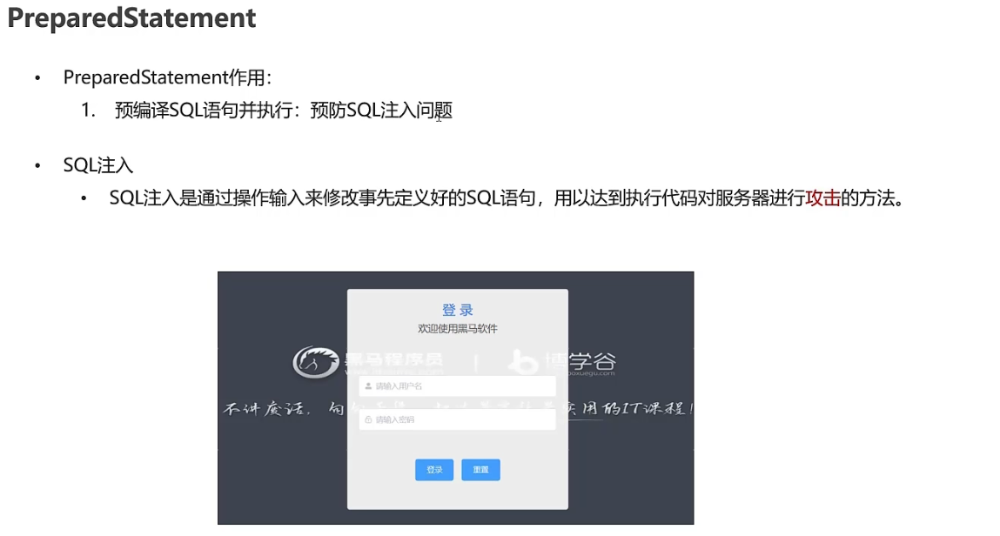 PreparedStatement
• PreparedStatement作用：
1. 预编译SQL语句并执行：预防SQL注入问题
• SQL注入
• SQL注入是通过操作输入来修改事先定义好的SQL语句，用以达到执行代码对服务器进行攻击的方法。
登 录
欢迎使用黑马软件
黑马程序员 | 博学谷
boxuegu.com
请输入用户名
不讲废话，句句
实用的IT课程！
请输入密码
登录 重置